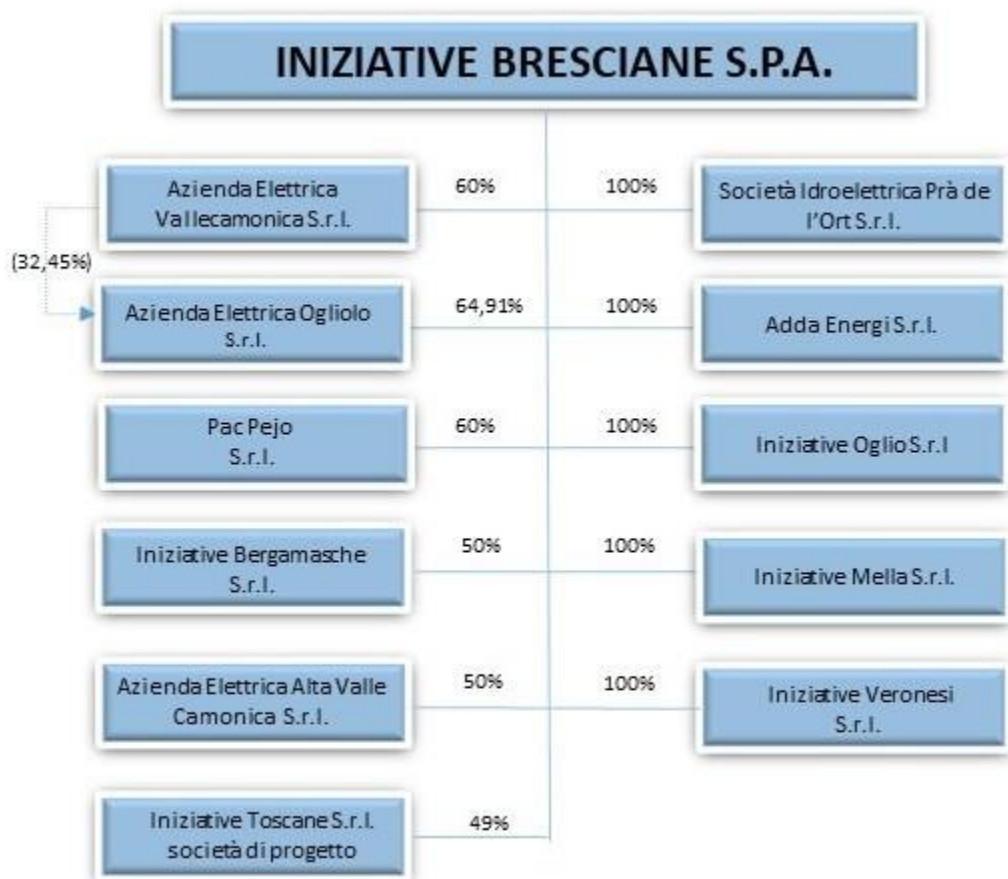 INIZIATIVE BRESCIANE S.P.A.
Azienda Elettrica
Vallecamonica S.r.l.
60%
100%
Società Idroelettrica Prà de
l'Ort S.r.l.
(32,45%)
Azienda Elettrica Ogliolo
S.r.l.
64,91%
100%
Adda Energi S.r.l.
Pac Pejo
S.r.l.
60%
100%
Iniziative Oglio S.r.l
Iniziative Bergamasche
S.r.l.
50%
100%
Iniziative Mella S.r.l.
Azienda Elettrica Alta Valle
Camonica S.r.l.
50%
100%
Iniziative Veronesi
S.r.l.
Iniziative Toscane S.r.l.
società di progetto
49%